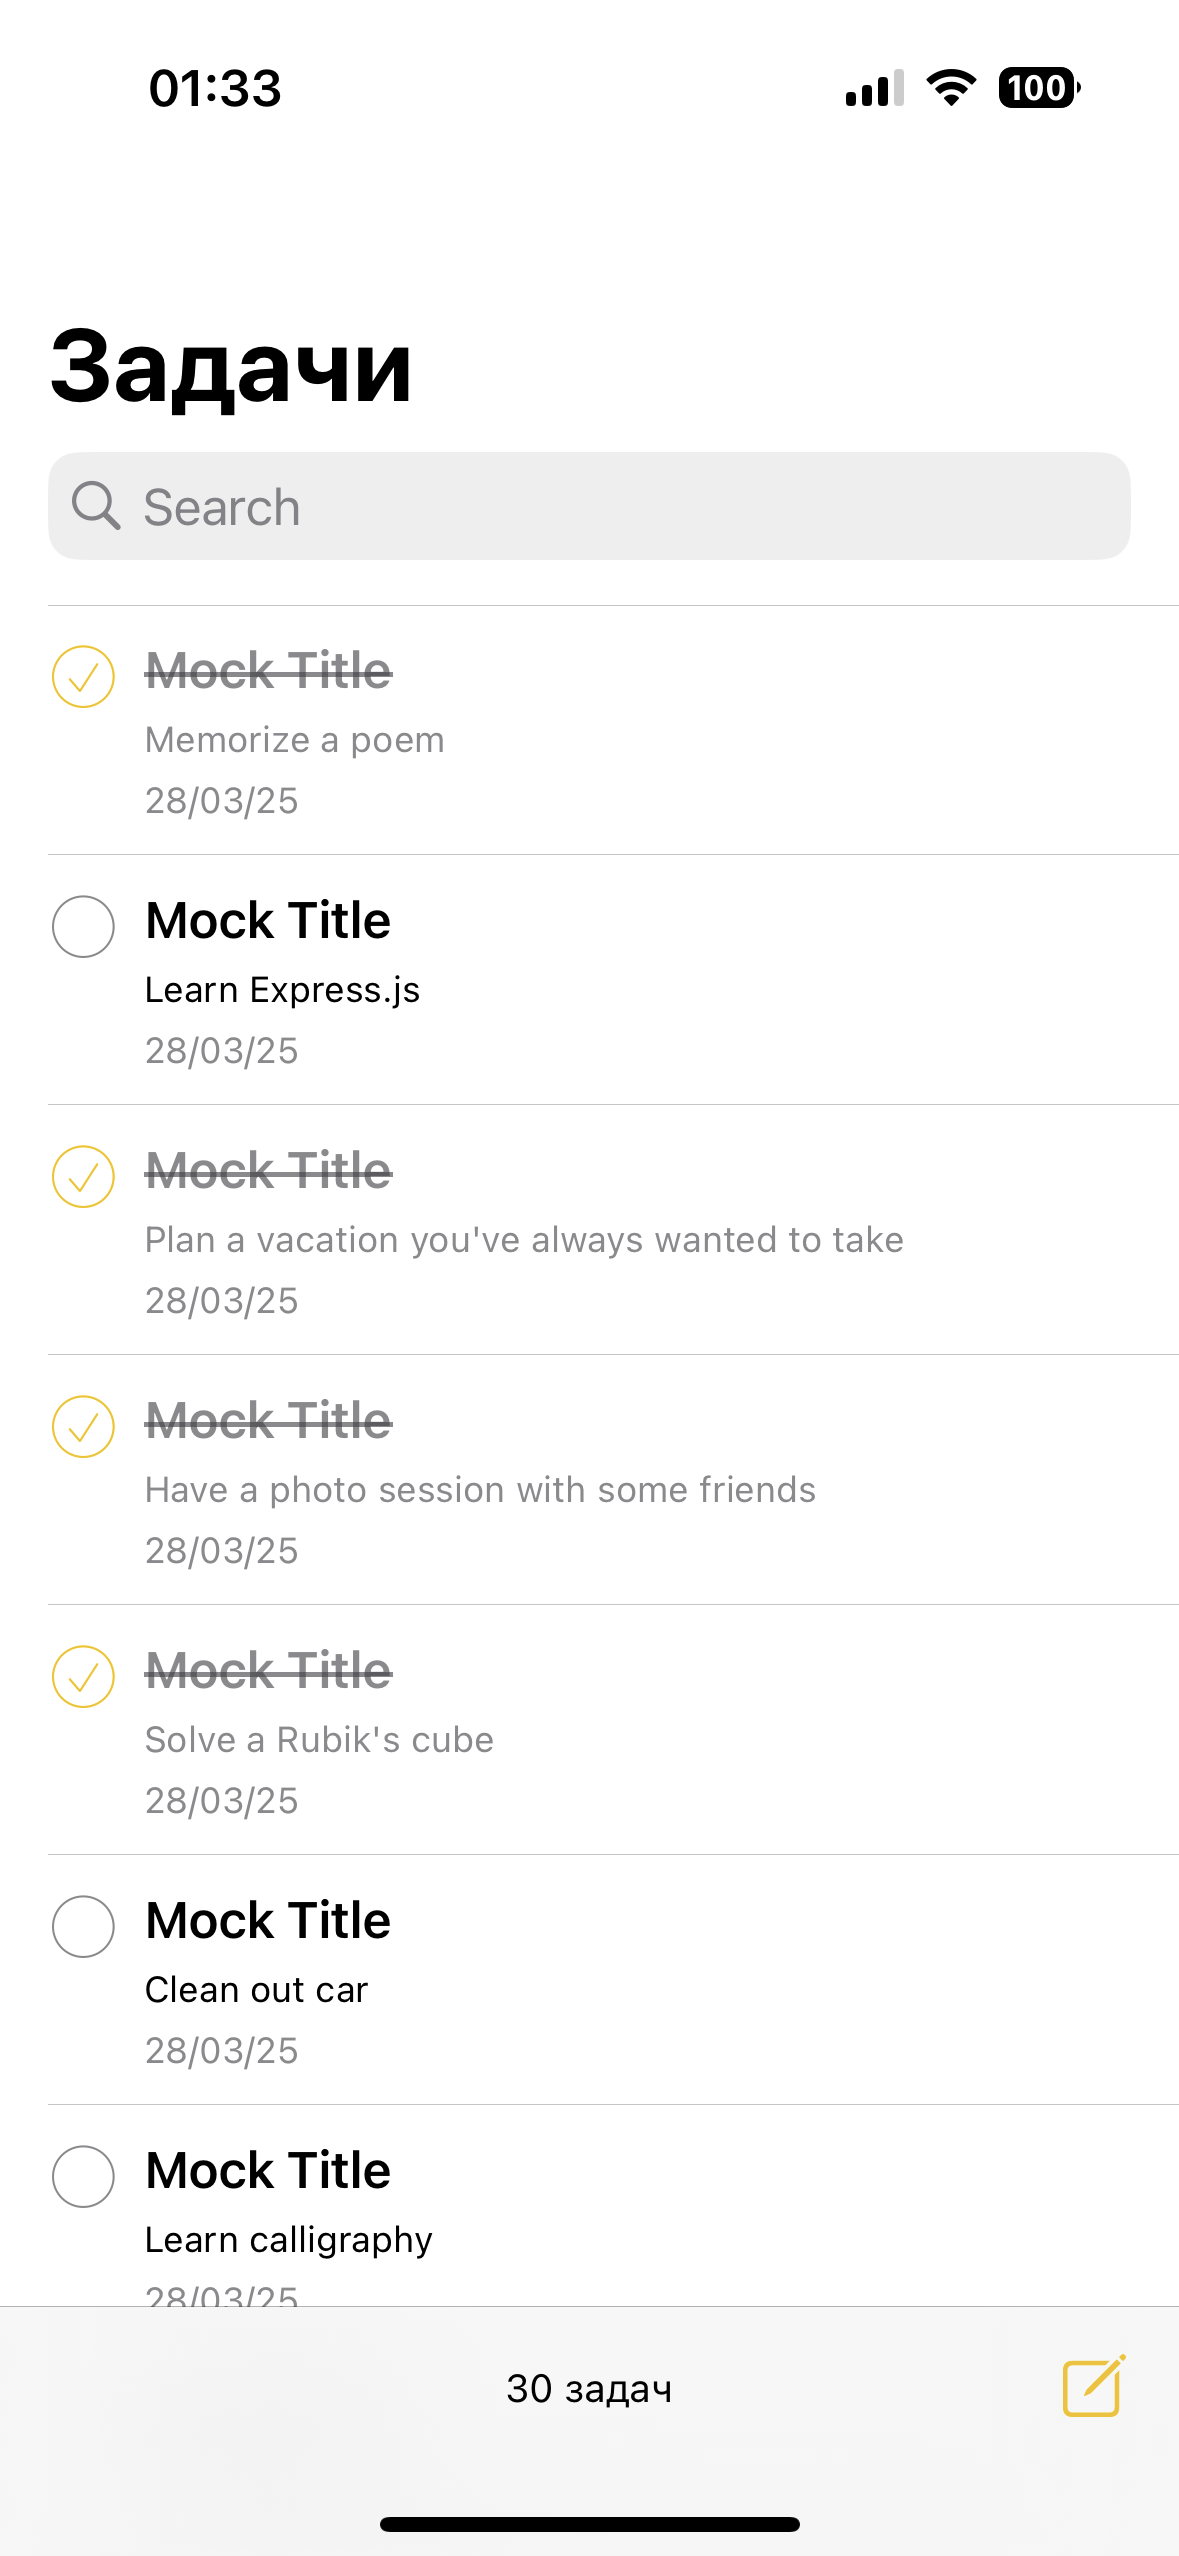 01:33
100
Задачи
Search
Mock Title
Memorize a poem
28/03/25
Mock Title
Learn Express.js
28/03/25
Mock Title
Plan a vacation you've always wanted to take
28/03/25
Mock Title
Have a photo session with some friends
28/03/25
Mock Title
Solve a Rubik's cube
28/03/25
Mock Title
Clean out car
28/03/25
Mock Title
Learn calligraphy
28/03/25
30 задач